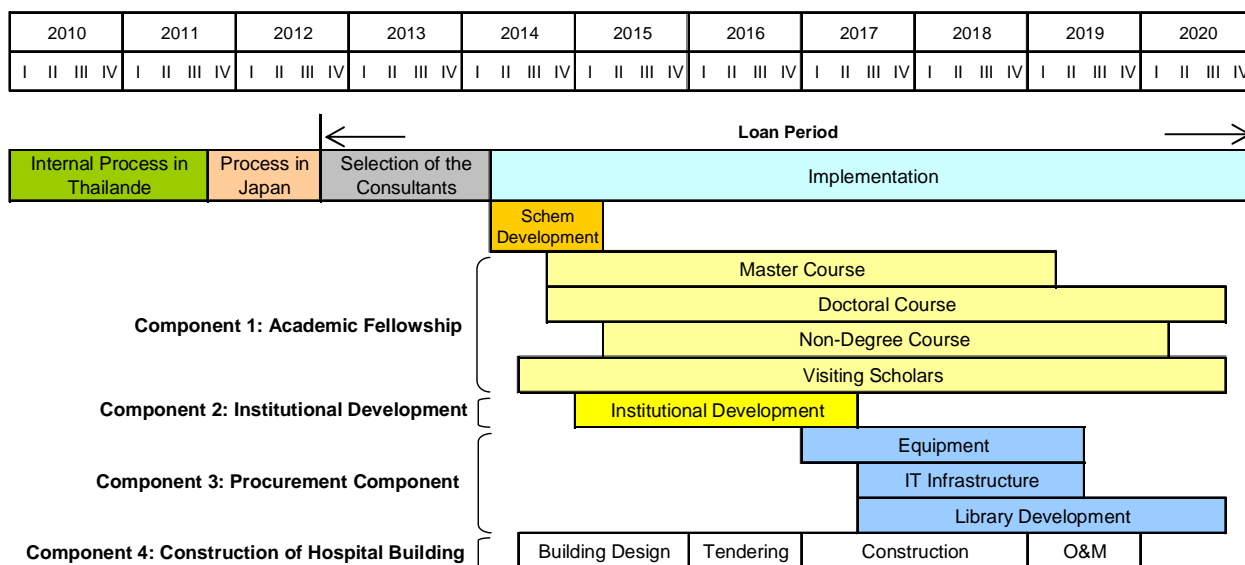 2010 2011 2012 2013 2014 2015 2016 2017 2018 2019 2020
I II III IV I II III IV I II III IV I II III IV I II III IV I II III IV I II III IV I II III IV I II III IV I II III IV I II III IV
Loan Period
Internal Process in
Thailande
Process in
Japan
Selection of the
Consultants
Implementation
Schem
Development
Component 1: Academic Fellowship
Master Course
Doctoral Course
Non-Degree Course
Visiting Scholars
Component 2: Institutional Development
Institutional Development
Component 3: Procurement Component
Equipment
IT Infrastructure
Library Development
Component 4: Construction of Hospital Building
Building Design
Tendering
Construction
O&M